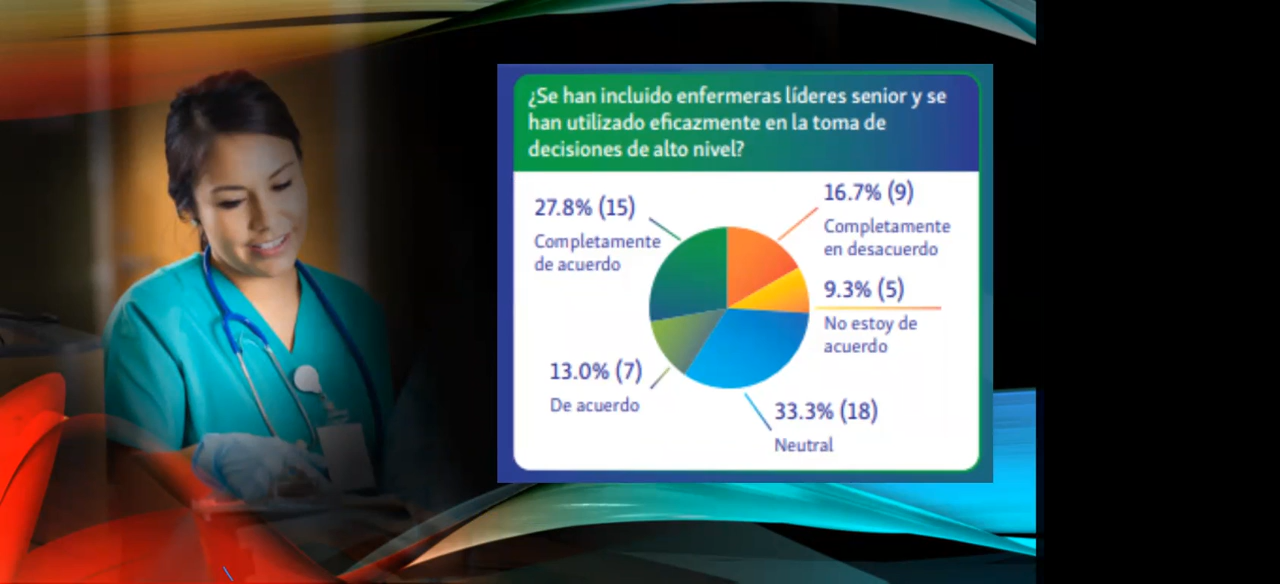 ¿Se han incluido enfermeras líderes senior y se
han utilizado eficazmente en la toma de
decisiones de alto nivel?
27.8% (15)
Completamente
de acuerdo
16.7% (9)
Completamente
en desacuerdo
9.3% (5)
No estoy de
acuerdo
13.0% (7)
De acuerdo
33.3% (18)
Neutral